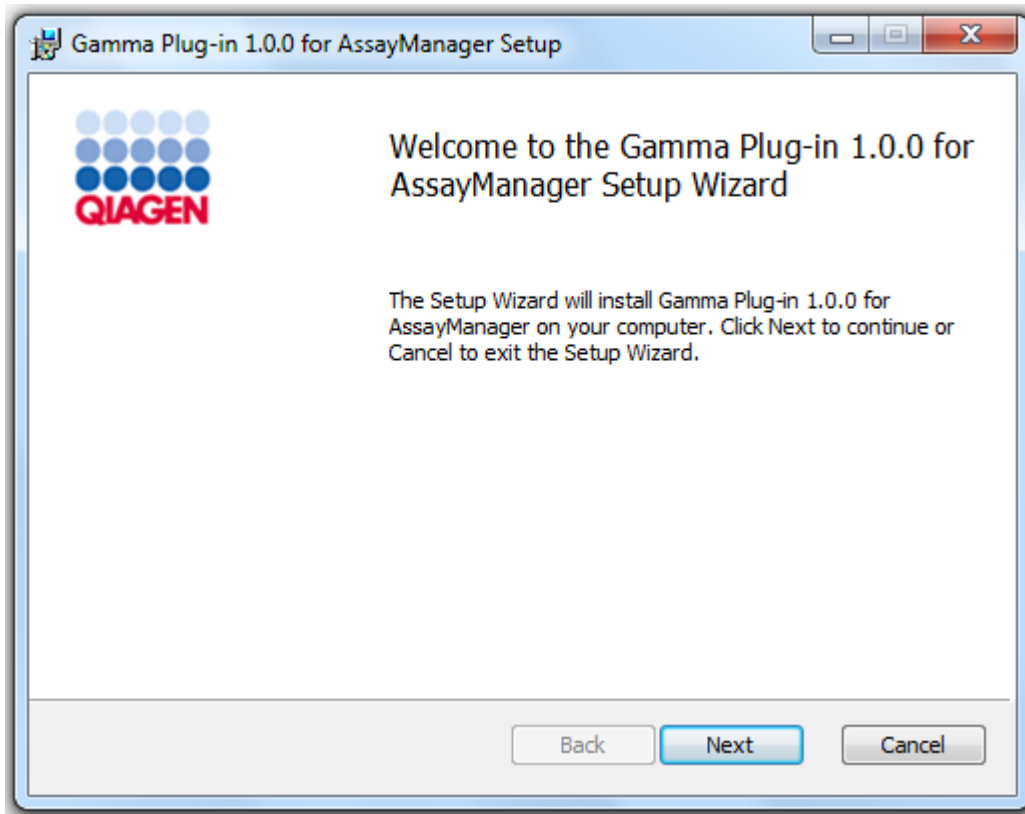 Gamma Plug-in 1.0.0 for AssayManager Setup
QIAGEN
Welcome to the Gamma Plug-in 1.0.0 for
AssayManager Setup Wizard
The Setup Wizard will install Gamma Plug-in 1.0.0 for
AssayManager on your computer. Click Next to continue or
Cancel to exit the Setup Wizard.
Back
Next
Cancel